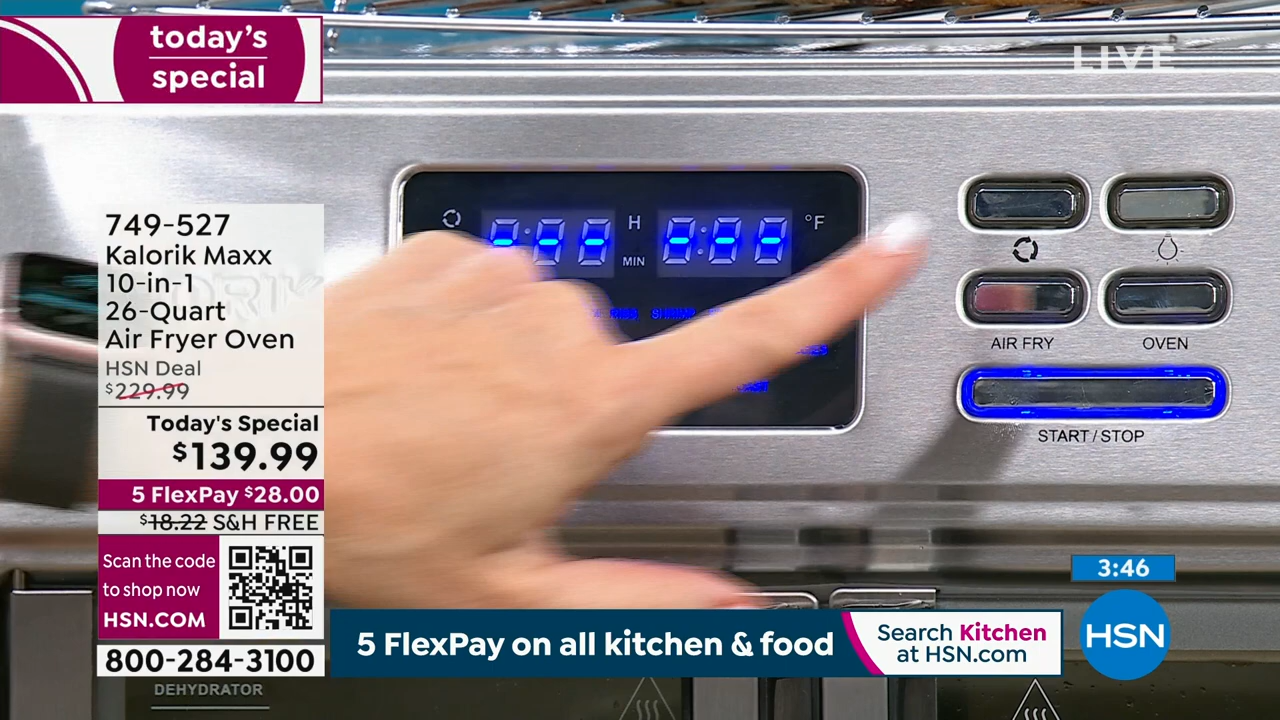 today's
special
LIVE
749-527
Kalorik Maxx
10-in-1
26-Quart
Air Fryer Oven
HSN Deal
$229.99
Today's Special
$139.99
5 FlexPay $28.00
$18.22 S&H FREE
Scan the code
to shop now
HSN.COM
800-284-3100
H
MIN
°F
AIR FRY
OVEN
START / STOP
3:46
HSN
5 FlexPay on all kitchen & food
Search Kitchen
at HSN.com
DEHYDRATOR